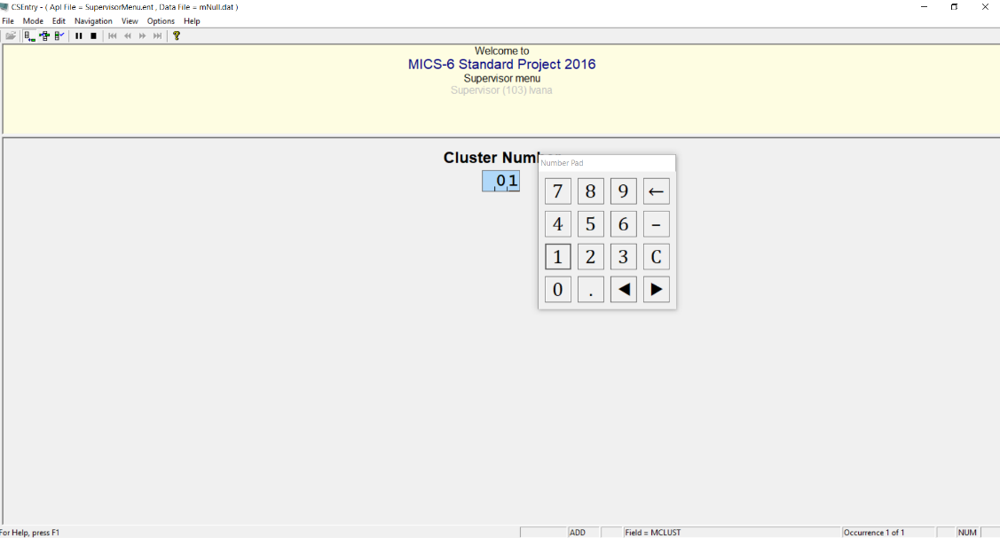 CSEntry - ( Apl File = SupervisorMenu.ent , Data File = mNull.dat )
File Mode Edit Navigation View Options Help
Welcome to
MICS-6 Standard Project 2016
Supervisor menu
Supervisor (103) Ivana
Cluster Num
01
Number Pad
7 8 9 ←
4 5 6 –
1 2 3 C
0 . ◀ ▶
For Help, press F1
ADD
Field = MCLUST
Occurrence 1 of 1
NUM